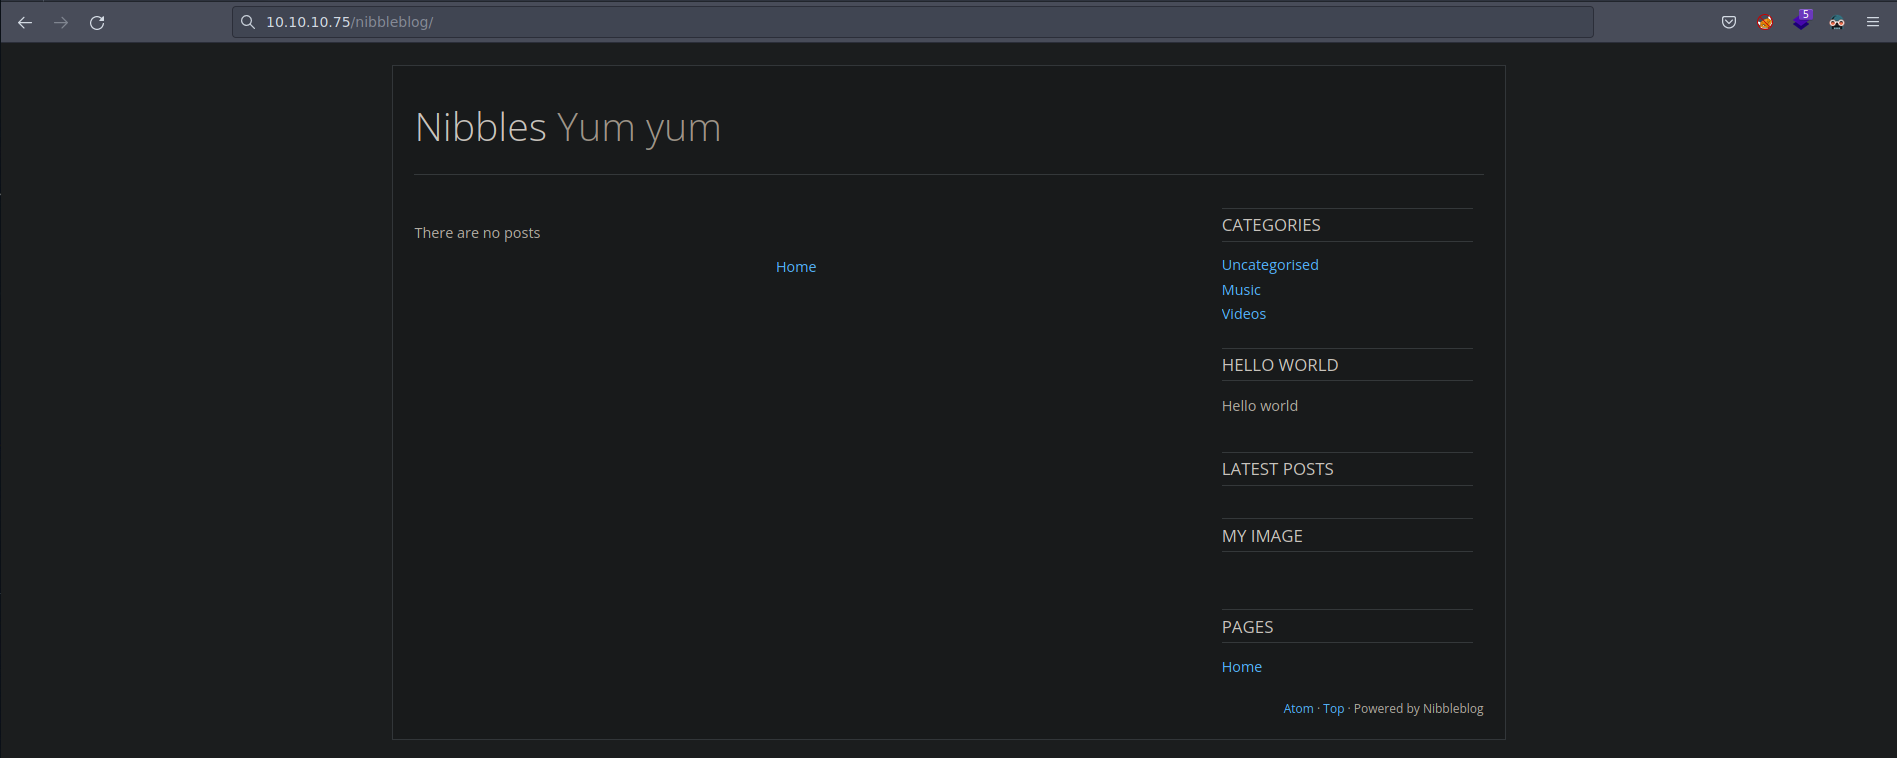 10.10.10.75/nibbleblog/
5
Nibbles Yum yum
There are no posts
Home
CATEGORIES
Uncategorised
Music
Videos
HELLO WORLD
Hello world
LATEST POSTS
MY IMAGE
PAGES
Home
Atom · Top · Powered by Nibbleblog